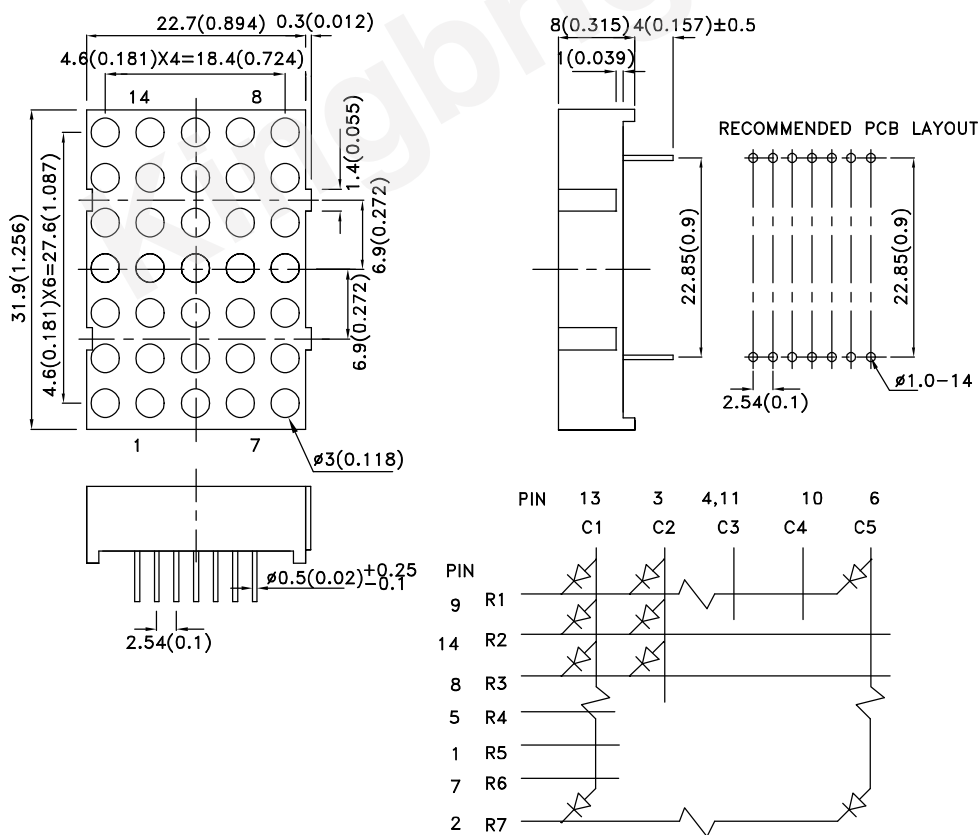 22.7(0.894)
0.3(0.012)
4.6(0.181)X4=18.4(0.724)
14
8
31.9(1.256)
4.6(0.181)X6=27.6(1.087)
1.4(0.055)
6.9(0.272)
6.9(0.272)
1
7
ø3(0.118)
8(0.315)
4(0.157)±0.5
1(0.039)
22.85(0.9)
RECOMMENDED PCB LAYOUT
22.85(0.9)
ø1.0-14
2.54(0.1)
ø0.5(0.02)+0.25 -0.1
2.54(0.1)
PIN 13 3 4,11 10 6
C1 C2 C3 C4 C5
PIN
9 R1
14 R2
8 R3
5 R4
1 R5
7 R6
2 R7
Kingbrig